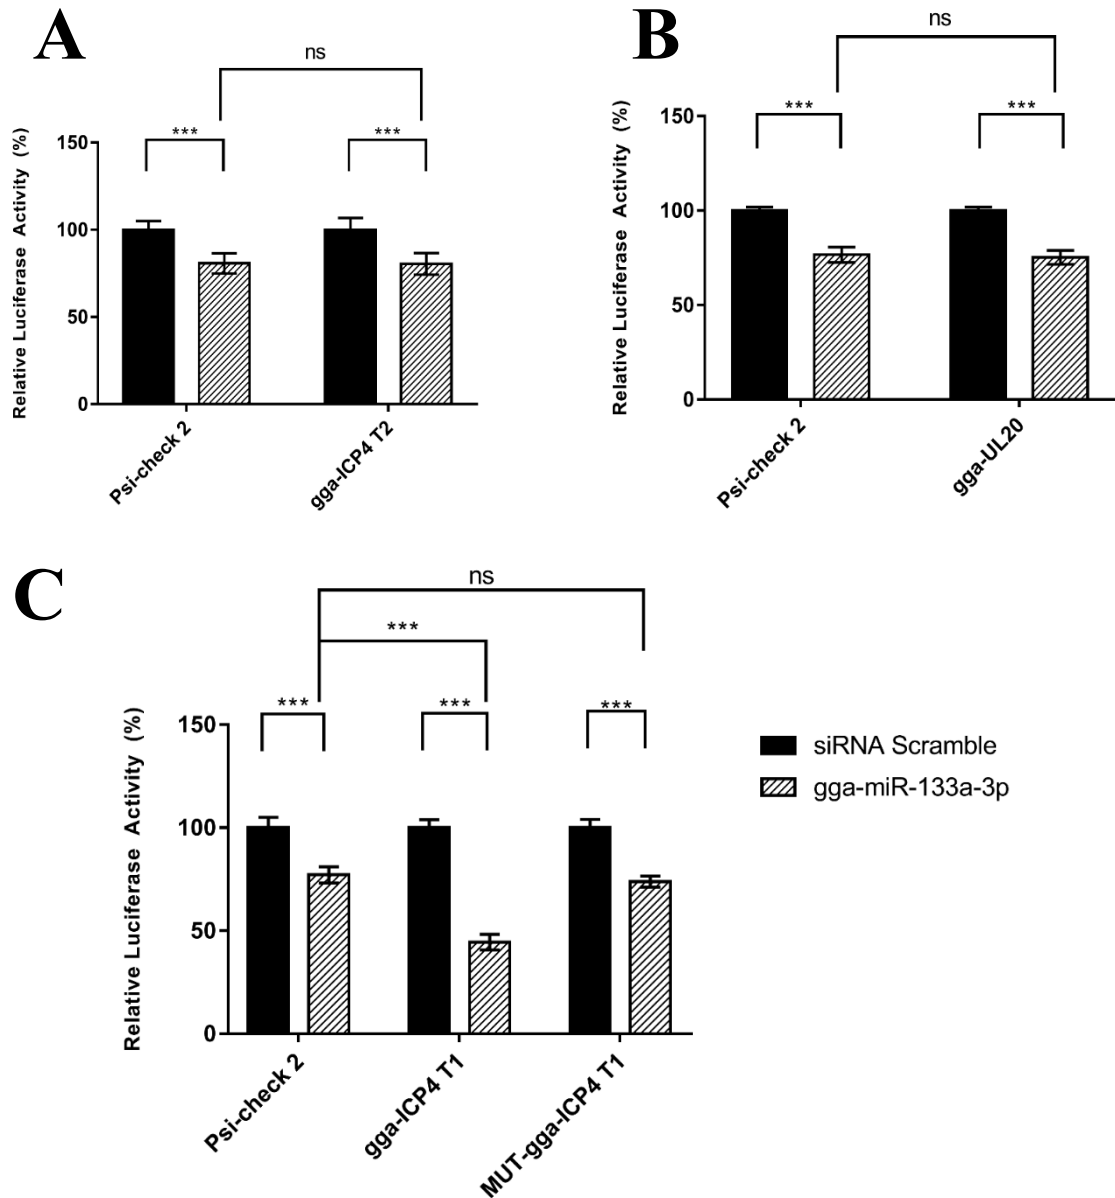 A
ns
***
***
Relative Luciferase Activity (%)
150
100
50
0
Psi-check 2
gga-ICP4 T2
B
ns
***
***
Relative Luciferase Activity (%)
150
100
50
0
Psi-check 2
gga-UL20
C
ns
***
***
***
***
Relative Luciferase Activity (%)
150
100
50
0
Psi-check 2
gga-ICP4 T1
MUT-gga-ICP4 T1
siRNA Scramble
gga-miR-133a-3p